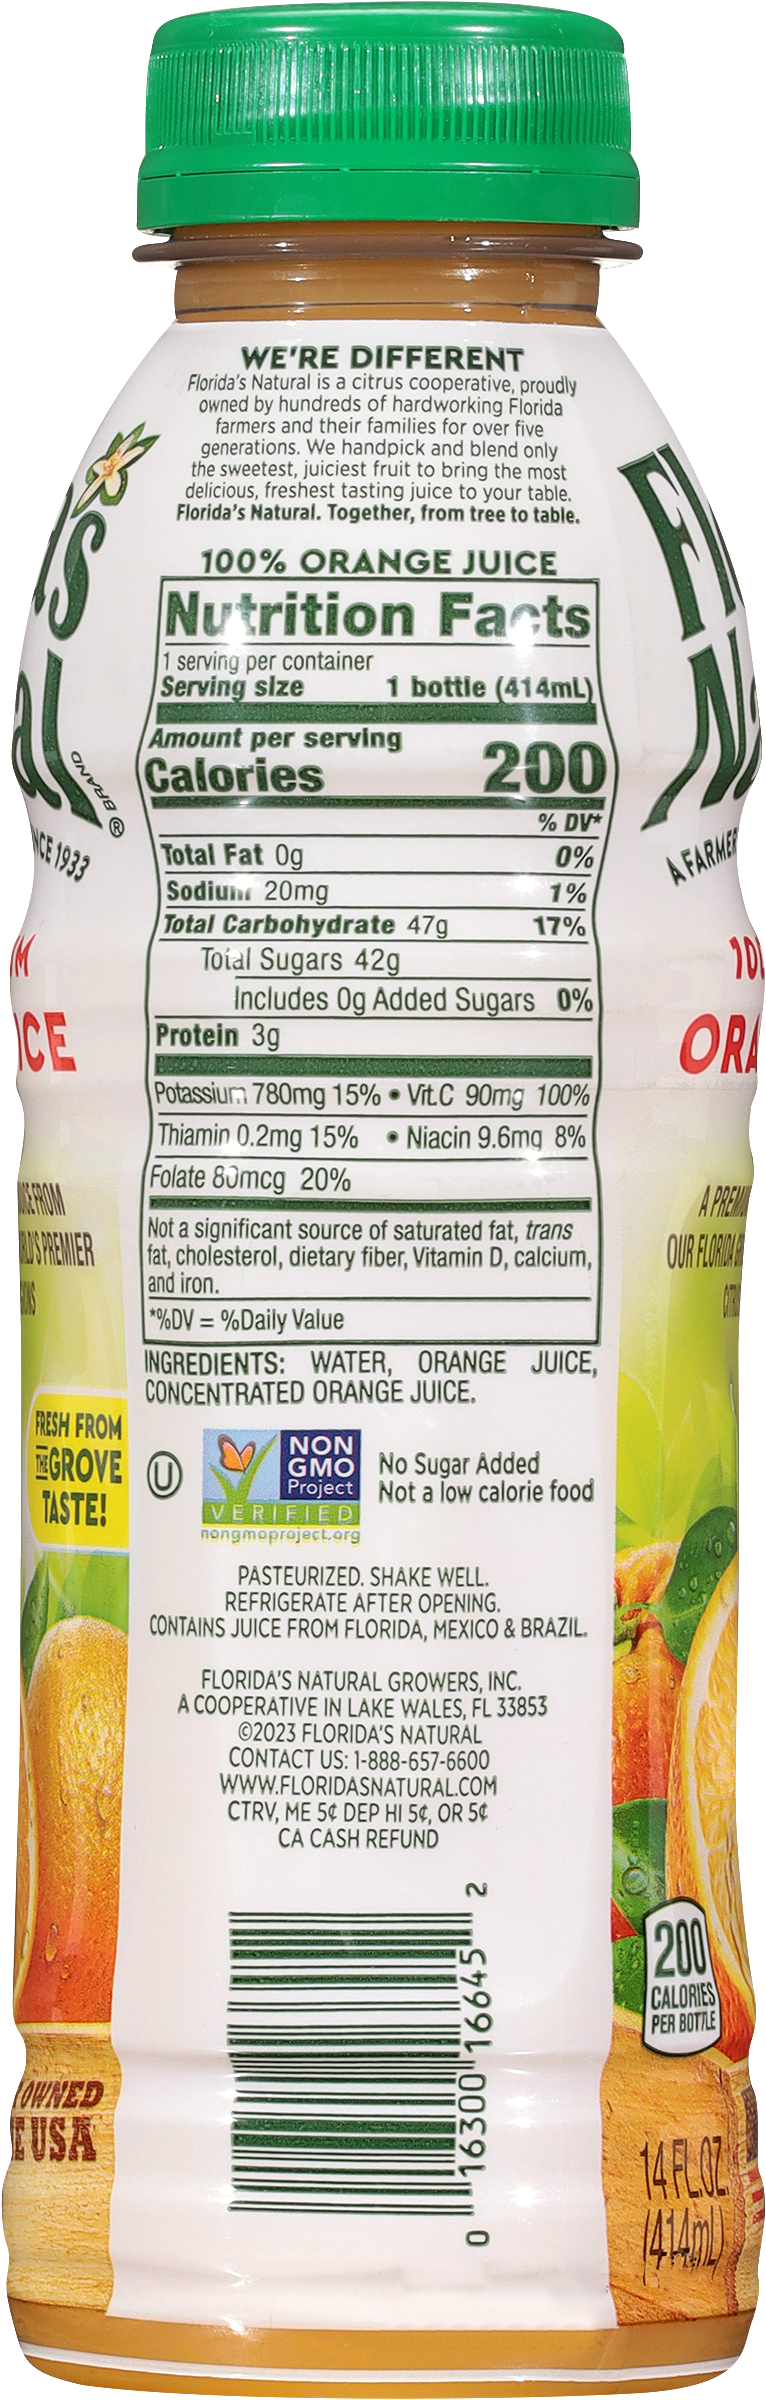 WE'RE DIFFERENT
Florida's Natural is a citrus cooperative, proudly
owned by hundreds of hardworking Florida
farmers and their families for over five
generations. We handpick and blend only
the sweetest, juiciest fruit to bring the most
delicious, freshest tasting juice to your table.
Florida's Natural. Together, from tree to table.
100% ORANGE JUICE
Nutrition Facts
1 serving per container
Serving size 1 bottle (414mL)
Amount per serving
Calories 200
% DV*
Total Fat 0g 0%
Sodium 20mg 1%
Total Carbohydrate 47g 17%
Total Sugars 42g
Includes 0g Added Sugars 0%
Protein 3g
Potassium 780mg 15% • Vit.C 90mg 100%
Thiamin 0.2mg 15% • Niacin 9.6mg 8%
Folate 80mcg 20%
Not a significant source of saturated fat, trans
fat, cholesterol, dietary fiber, Vitamin D, calcium,
and iron.
*%DV = %Daily Value
INGREDIENTS: WATER, ORANGE JUICE,
CONCENTRATED ORANGE JUICE.
U
NON
GMO
Project
VERIFIED
nongmoproject.org
No Sugar Added
Not a low calorie food
PASTEURIZED. SHAKE WELL.
REFRIGERATE AFTER OPENING.
CONTAINS JUICE FROM FLORIDA, MEXICO & BRAZIL.
FLORIDA'S NATURAL GROWERS, INC.
A COOPERATIVE IN LAKE WALES, FL 33853
©2023 FLORIDA'S NATURAL
CONTACT US: 1-888-657-6600
WWW.FLORIDASNATURAL.COM
CTRV, ME 5¢ DEP HI 5¢, OR 5¢
CA CASH REFUND
0 16300 16645 2
BRAND
®
1933
FROM
PREMIER
FRESH FROM
THE GROVE
TASTE!
OWNED
USA
A FARMER
A
OUR FLORIDA
200
CALORIES
PER BOTTLE
14 FL.OZ.
(414mL)